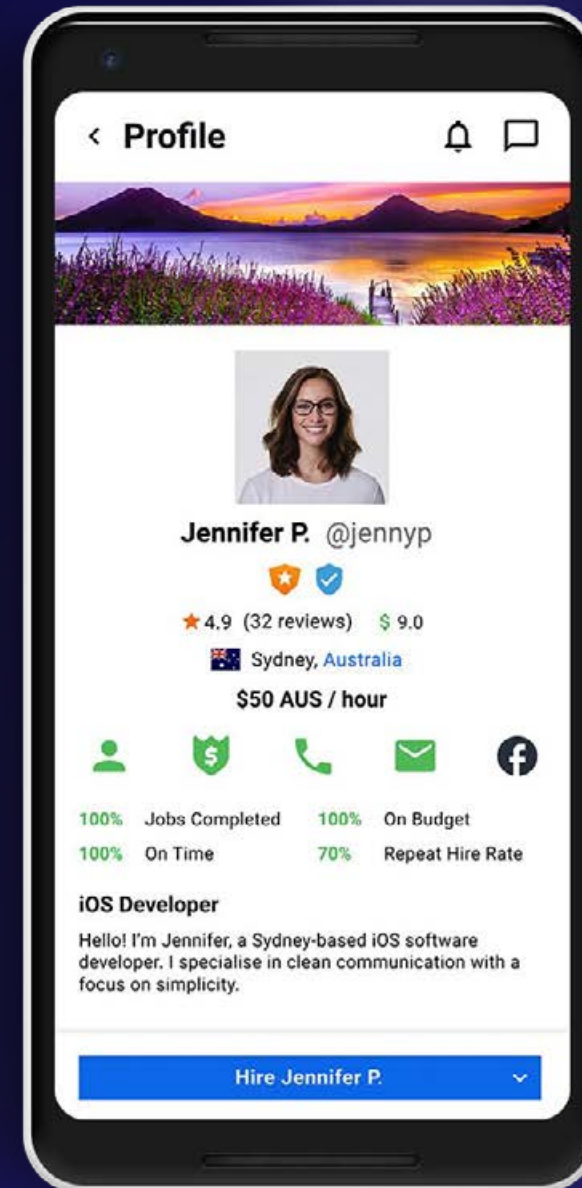 Profile
Jennifer P. @jennyp
4.9 (32 reviews) $ 9.0
Sydney, Australia
$50 AUS / hour
100% Jobs Completed 100% On Budget
100% On Time 70% Repeat Hire Rate
iOS Developer
Hello! I'm Jennifer, a Sydney-based iOS software
developer. I specialise in clean communication with a
focus on simplicity.
Hire Jennifer P.